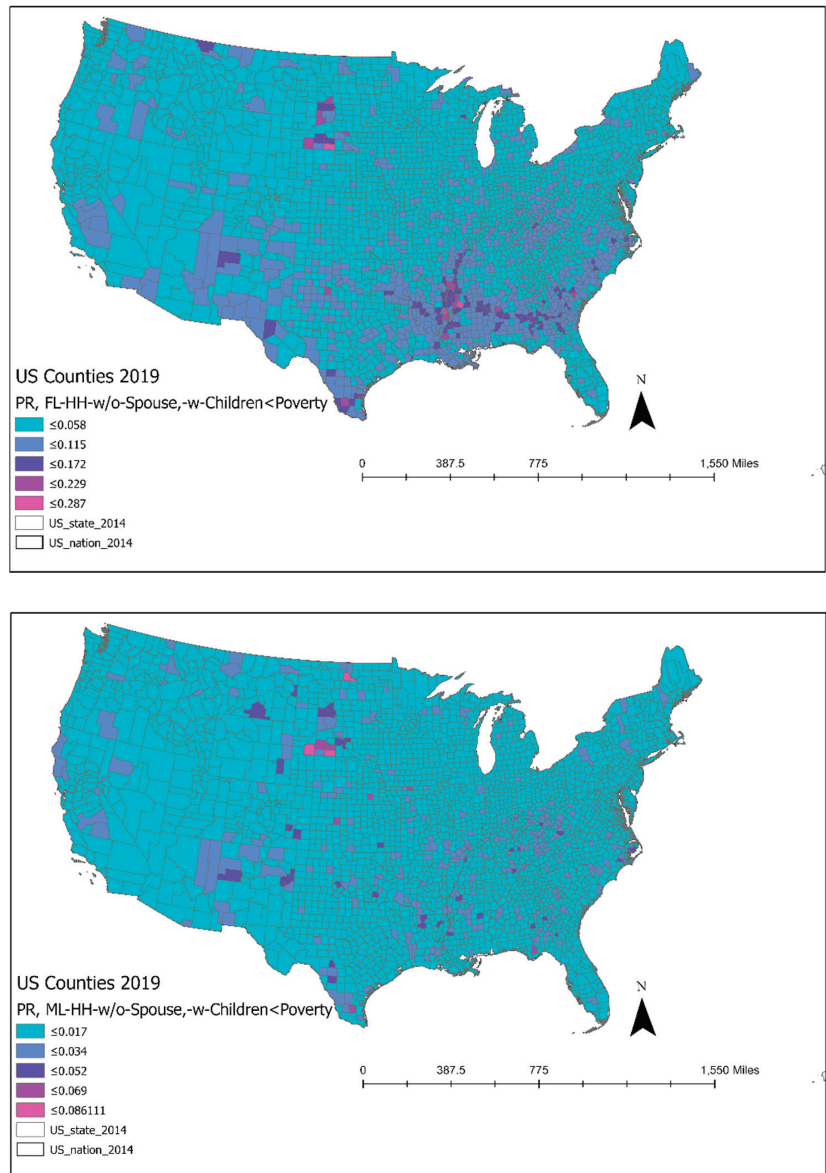 N
US Counties 2019
PR, FL-HH-w/o-Spouse,-w-Children<Poverty
≤0.058
≤0.115
≤0.172
≤0.229
≤0.287
US_state_2014
US_nation_2014
0 387.5 775 1,550 Miles
N
US Counties 2019
PR, ML-HH-w/o-Spouse,-w-Children<Poverty
≤0.017
≤0.034
≤0.052
≤0.069
≤0.086111
US_state_2014
US_nation_2014
0 387.5 775 1,550 Miles